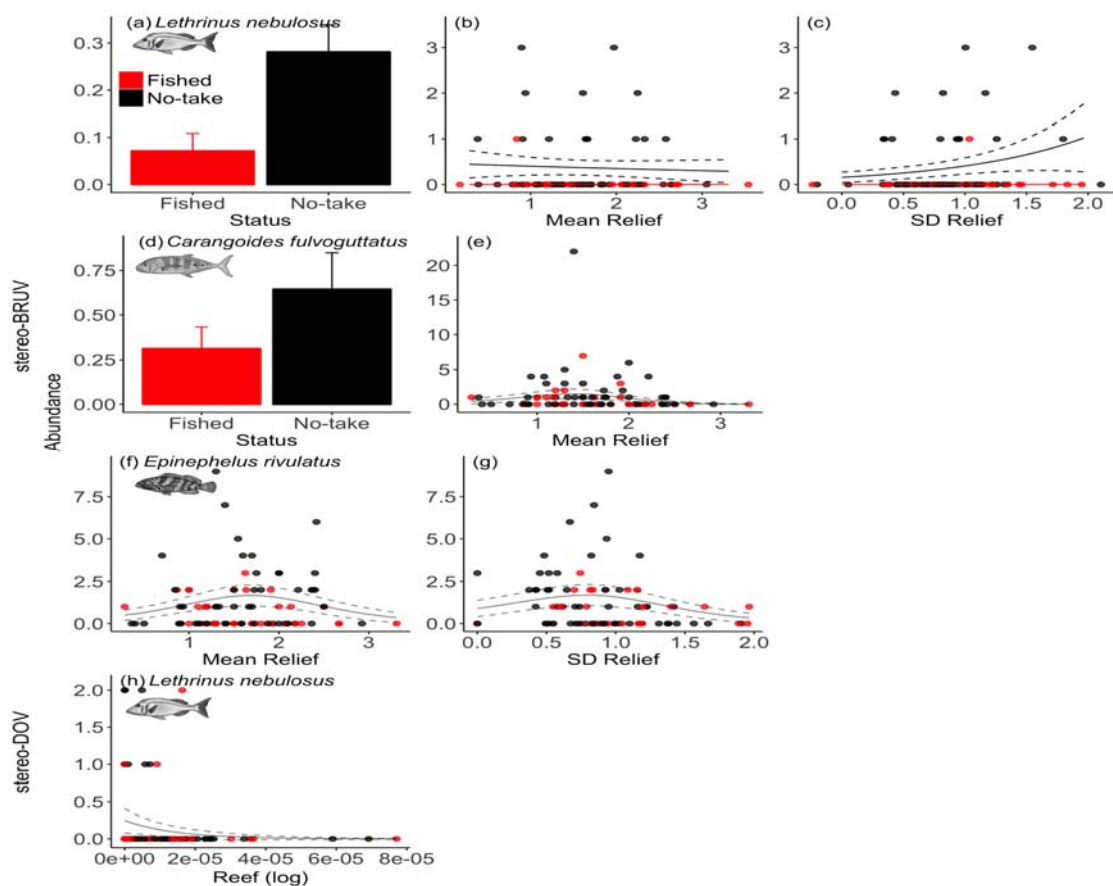 (a) Lethrinus nebulosus
(b)
(c)
0.3
0.2
0.1
0.0
Fished
No-take
Fished
No-take
Status
3
2
1
0
1
2
3
Mean Relief
3
2
1
0
0.0
0.5
1.0
1.5
2.0
SD Relief
stereo-BRUV
Abundance
(d) Carangoides fulvoguttatus
(e)
0.75
0.50
0.25
0.00
Fished
No-take
Status
20
15
10
5
0
1
2
3
Mean Relief
(f) Epinephelus rivulatus
(g)
7.5
5.0
2.5
0.0
1
2
3
Mean Relief
7.5
5.0
2.5
0.0
0.0
0.5
1.0
1.5
2.0
SD Relief
stereo-DOV
(h) Lethrinus nebulosus
2.0
1.5
1.0
0.5
0.0
0e+00
2e-05
4e-05
6e-05
8e-05
Reef (log)